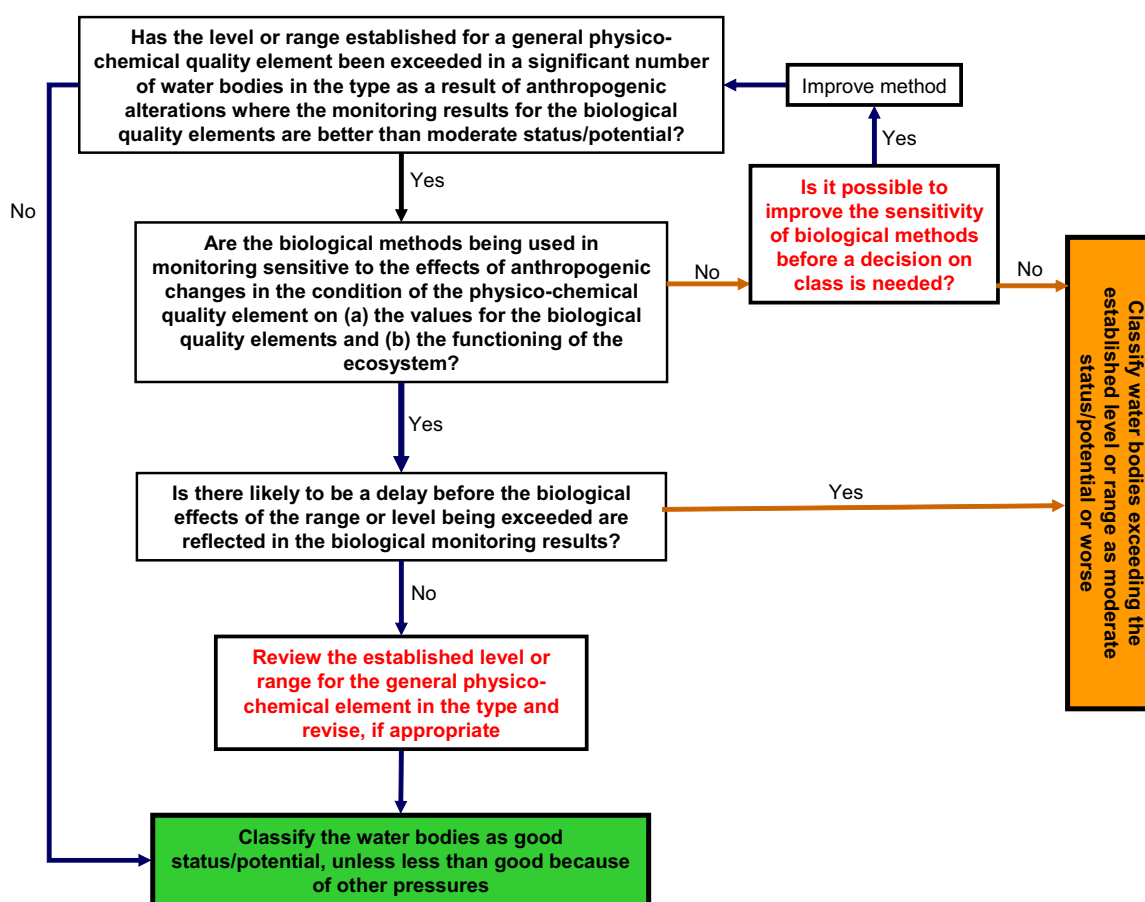 Has the level or range established for a general physico-
chemical quality element been exceeded in a significant number
of water bodies in the type as a result of anthropogenic
alterations where the monitoring results for the biological
quality elements are better than moderate status/potential?
Improve method
Yes
No
Yes
Is it possible to
improve the sensitivity
of biological methods
before a decision on
class is needed?
Are the biological methods being used in
monitoring sensitive to the effects of anthropogenic
changes in the condition of the physico-chemical
quality element on (a) the values for the biological
quality elements and (b) the functioning of the
ecosystem?
No
No
Classify water bodies exceeding the
established level or range as moderate
status/potential or worse
Yes
Is there likely to be a delay before the biological
effects of the range or level being exceeded are
reflected in the biological monitoring results?
Yes
No
Review the established level or
range for the general physico-
chemical element in the type and
revise, if appropriate
Classify the water bodies as good
status/potential, unless less than good because
of other pressures